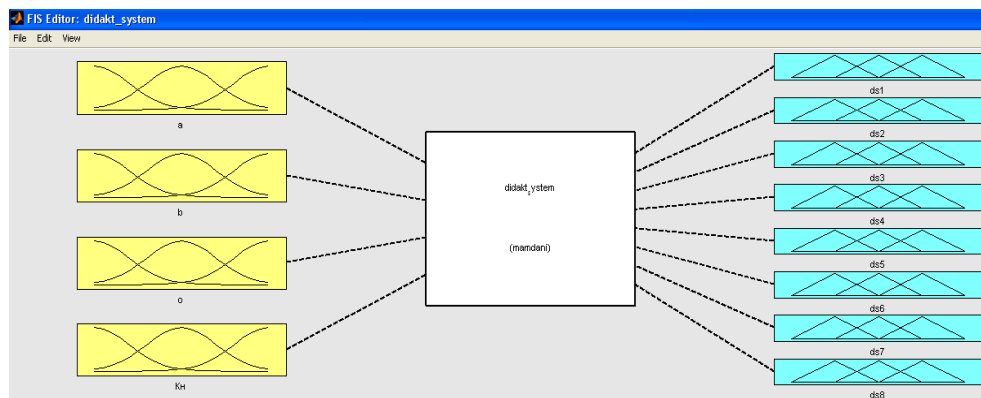 FIS Editor: didakt_system
File Edit View
a
b
o
Кн
didakt_system
(mamdani)
ds1
ds2
ds3
ds4
ds5
ds6
ds7
ds8